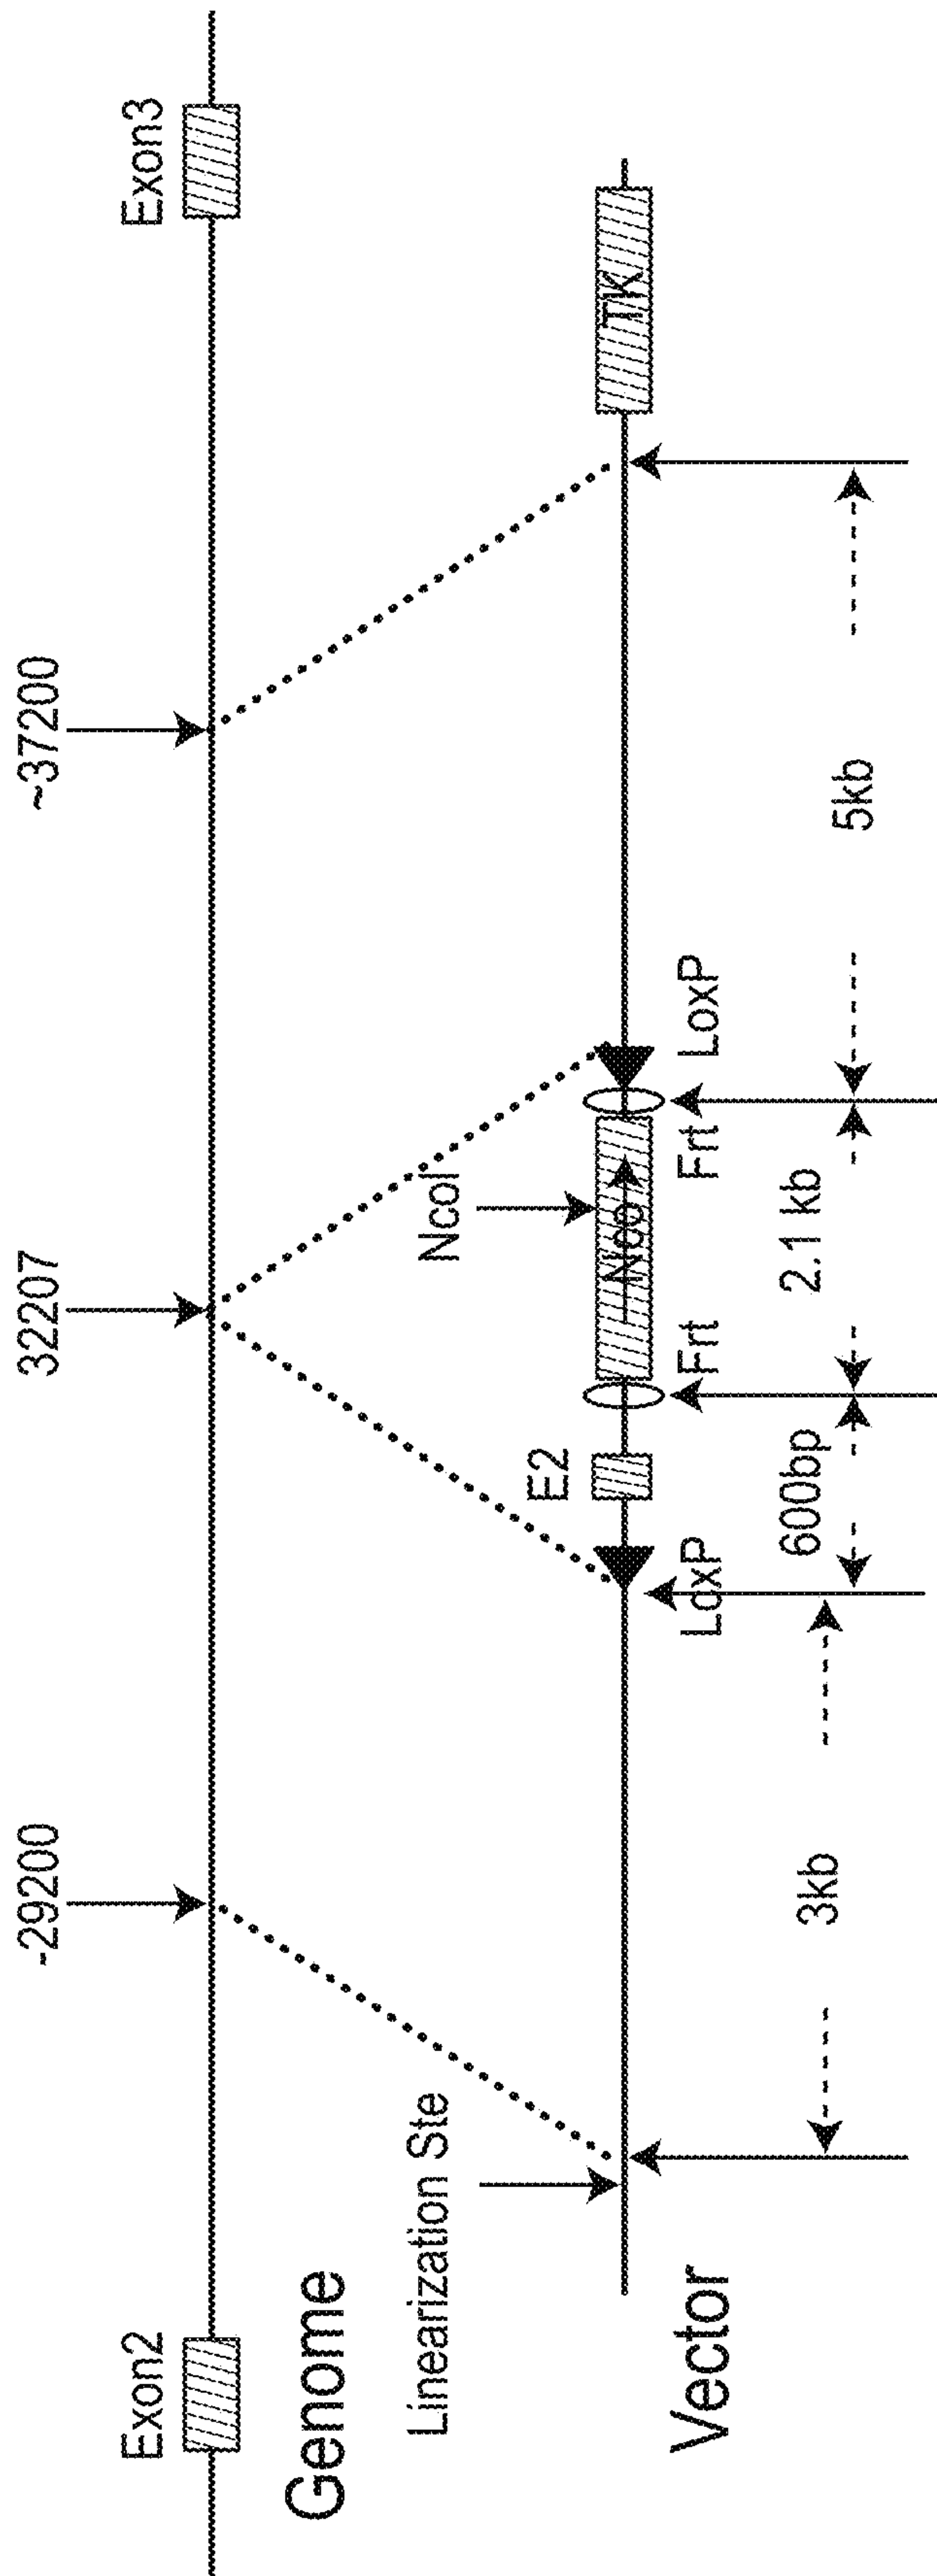 -29200
32207
~37200
Exon2
Exon3
Genome
Linearization Ste
NcoI
E2
Nco
TK
Vector
LoxP
Frt
Frt
LoxP
3kb
600bp
2.1 kb
5kb